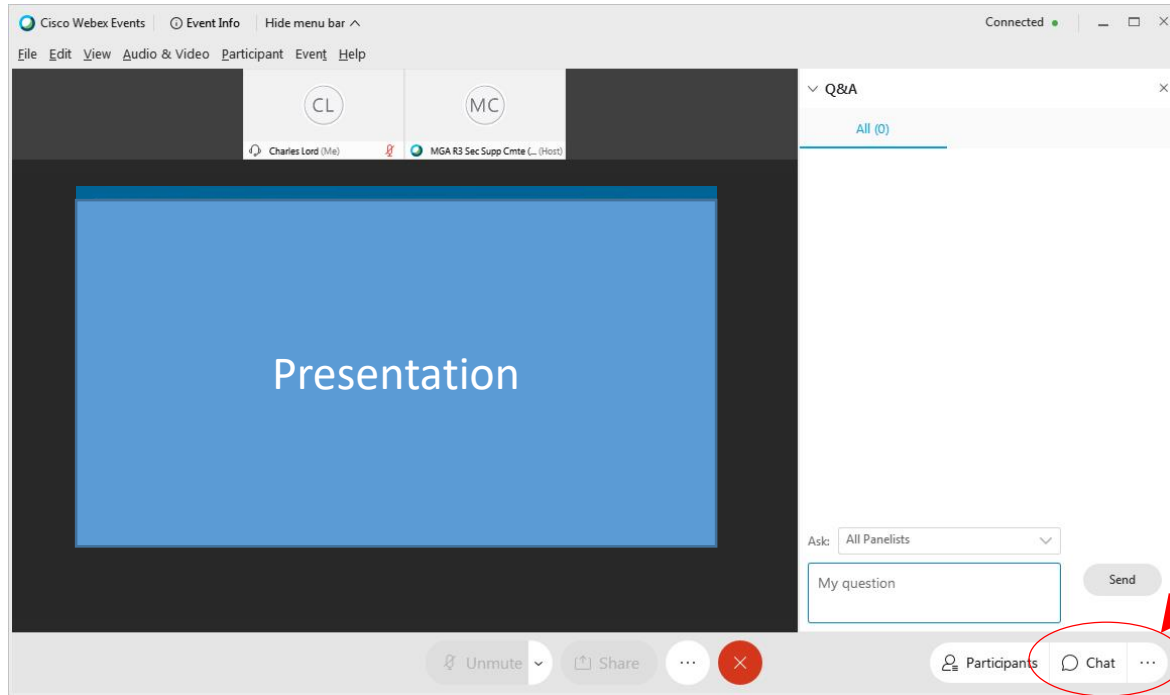 Cisco Webex Events Event Info Hide menu bar Connected
File Edit View Audio & Video Participant Event Help
CL
MC
Charles Lord (Me)
MGA R3 Sec Supp Cmte (... (Host)
Q&A
All (0)
Presentation
Ask: All Panelists
My question
Send
Unmute Share ... Participants Chat ...